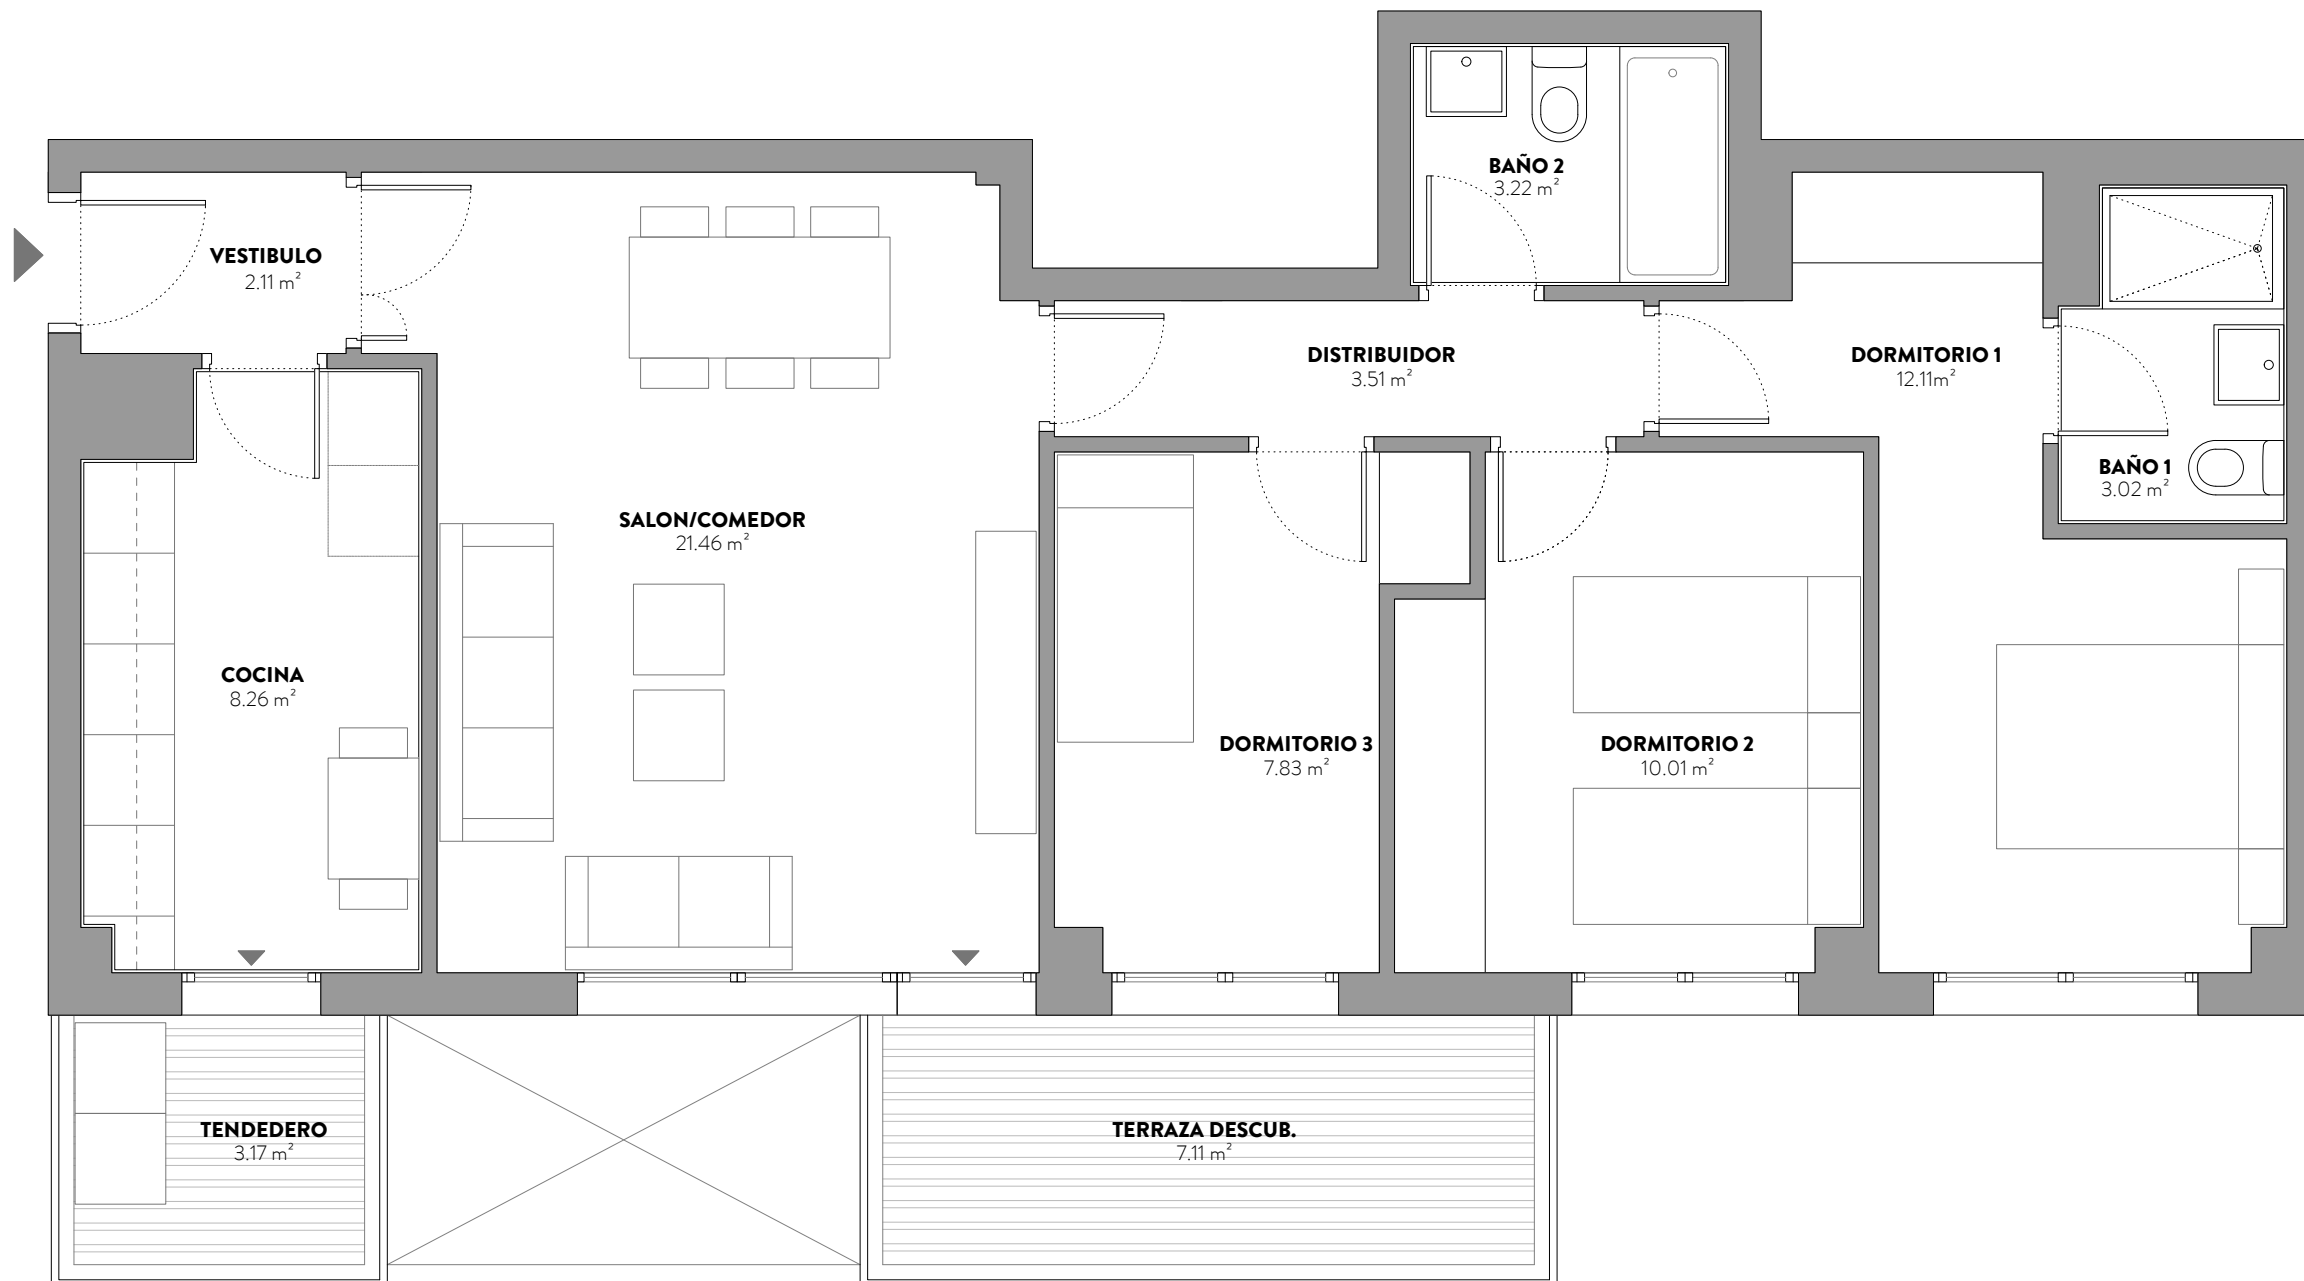 BAÑO 2
3.22 m²
VESTIBULO
2.11 m²
DISTRIBUIDOR
3.51 m²
DORMITORIO 1
12.11m²
BAÑO 1
3.02 m²
SALON/COMEDOR
21.46 m²
COCINA
8.26 m²
DORMITORIO 3
7.83 m²
DORMITORIO 2
10.01 m²
TENDEDERO
3.17 m²
TERRAZA DESCUB.
7.11 m²